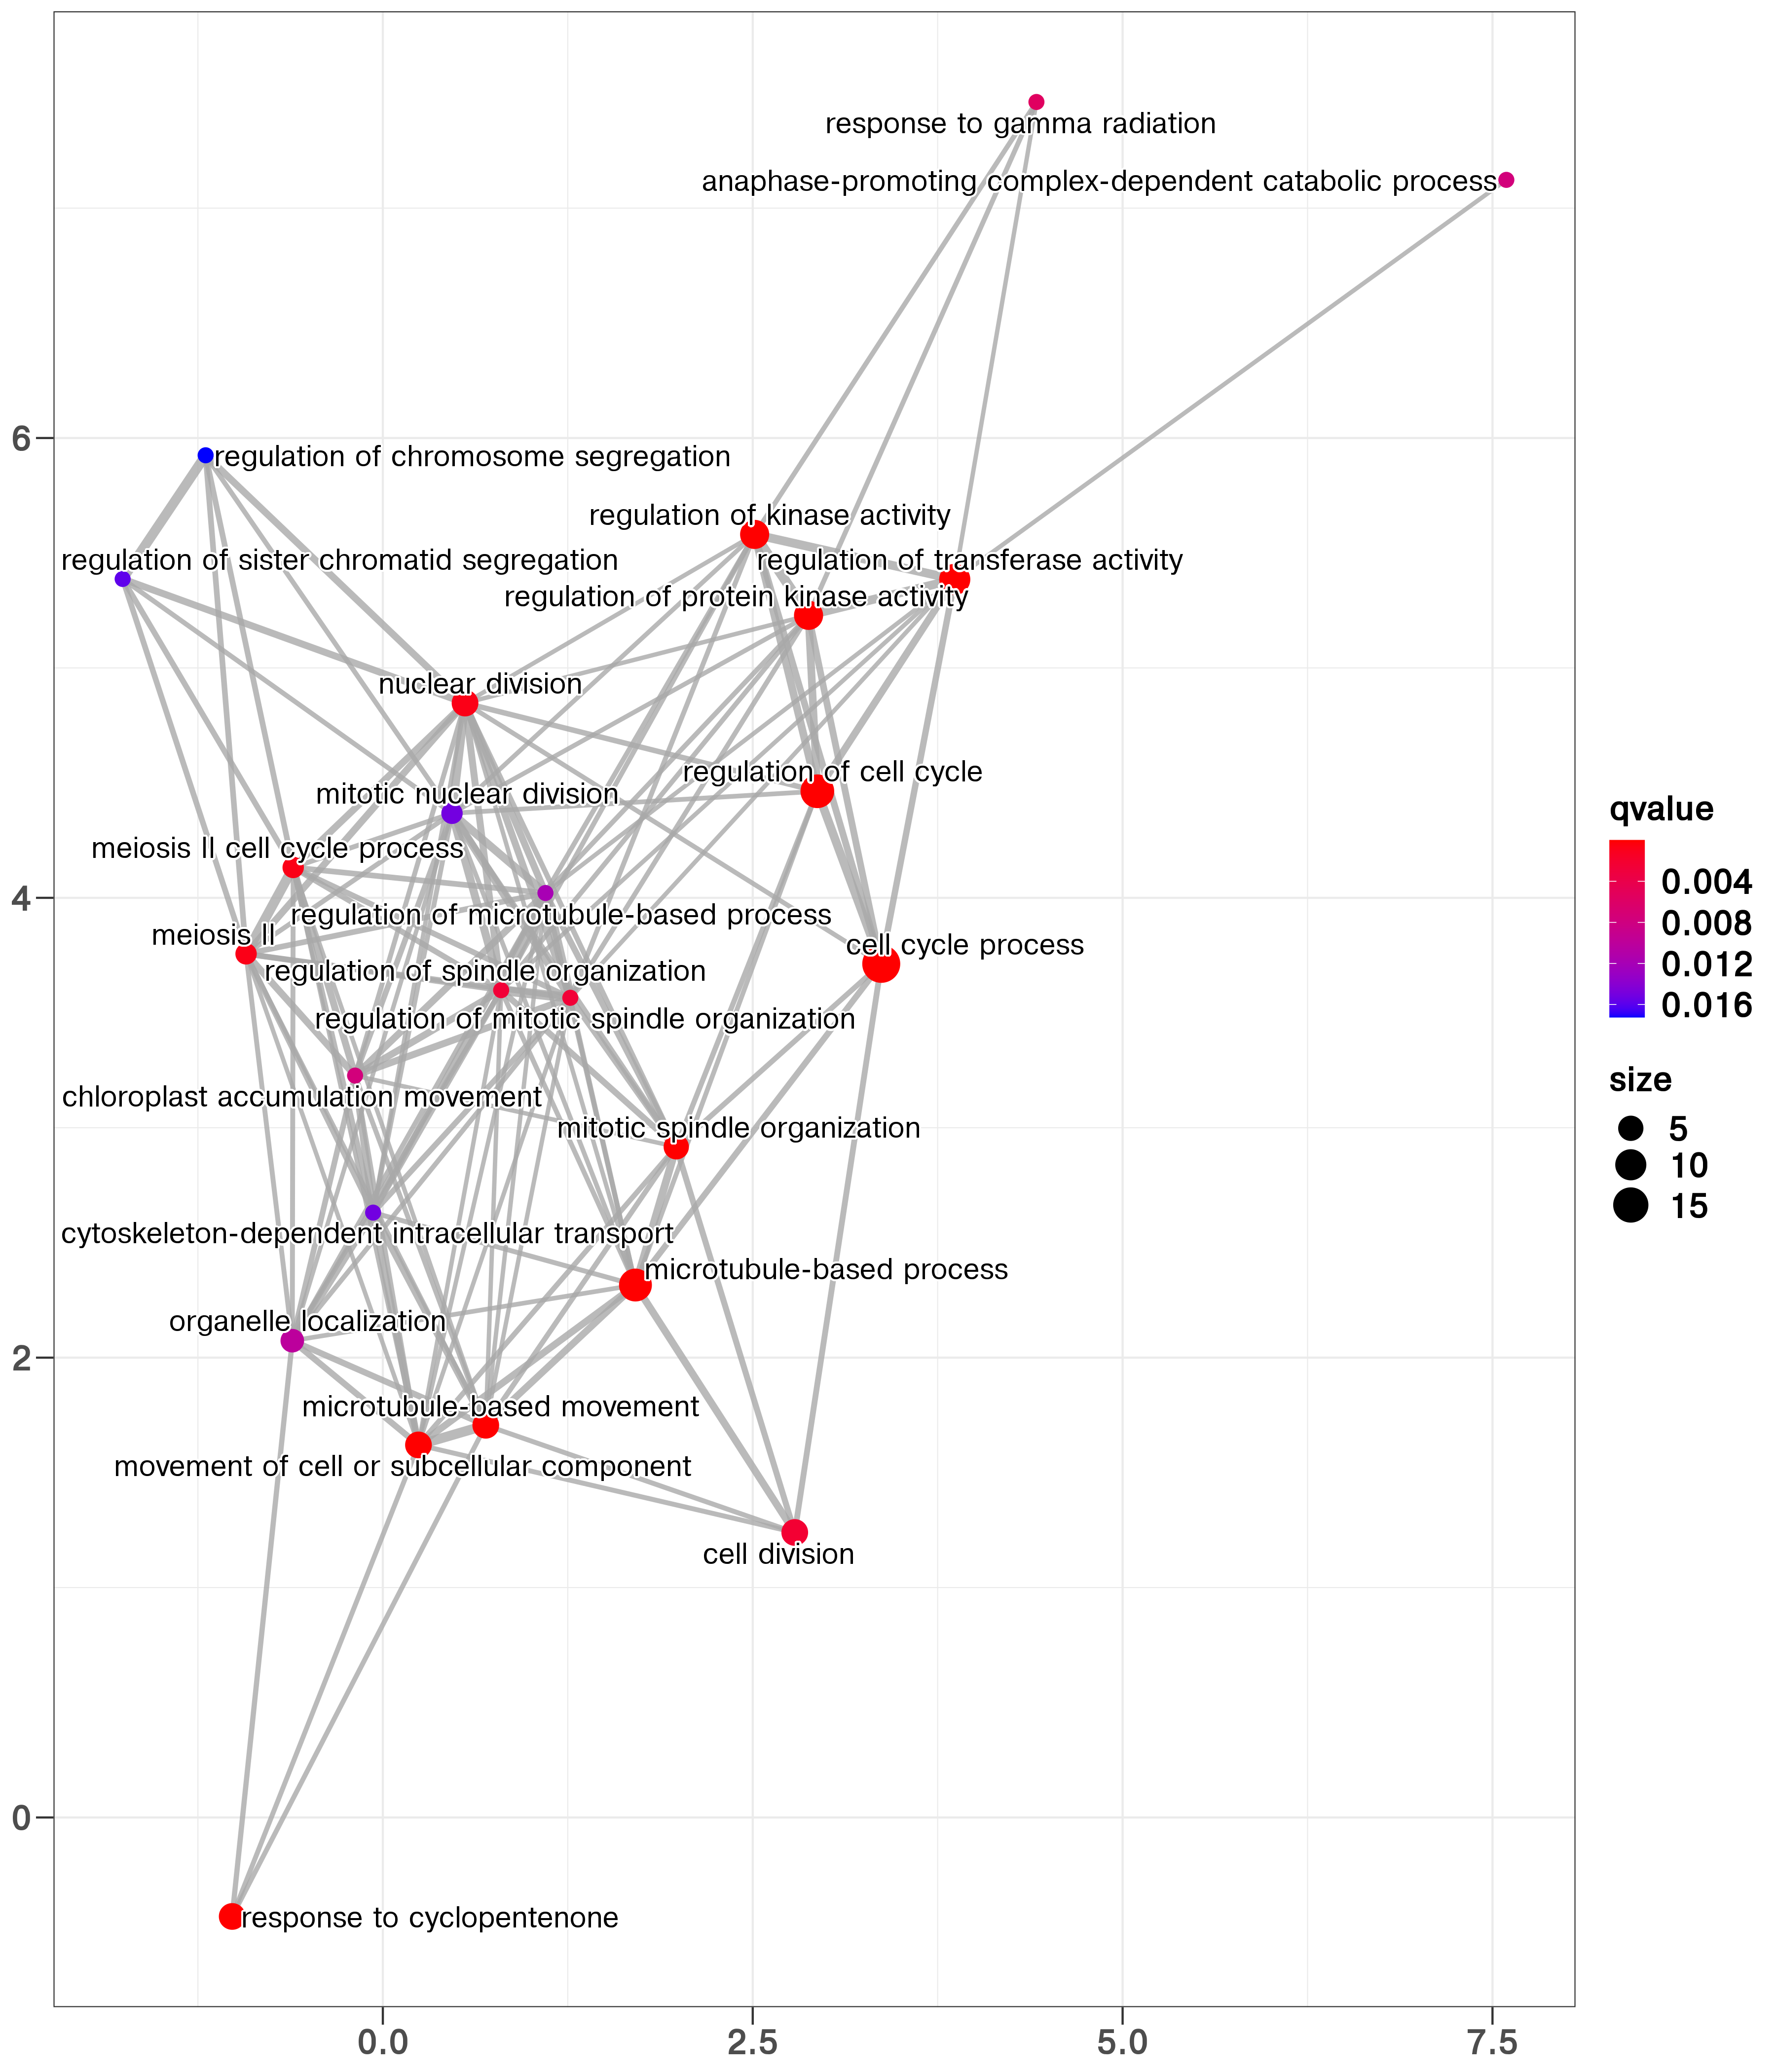 response to gamma radiation
anaphase-promoting complex-dependent catabolic process
6
regulation of chromosome segregation
regulation of kinase activity
regulation of sister chromatid segregation
regulation of transferase activity
regulation of protein kinase activity
nuclear division
regulation of cell cycle
mitotic nuclear division
meiosis II cell cycle process
4
regulation of microtubule-based process
meiosis II
cell cycle process
regulation of spindle organization
regulation of mitotic spindle organization
chloroplast accumulation movement
mitotic spindle organization
cytoskeleton-dependent intracellular transport
microtubule-based process
organelle localization
2
microtubule-based movement
movement of cell or subcellular component
cell division
0
response to cyclopentenone
0.0 2.5 5.0 7.5
qvalue
0.004
0.008
0.012
0.016
size
5
10
15